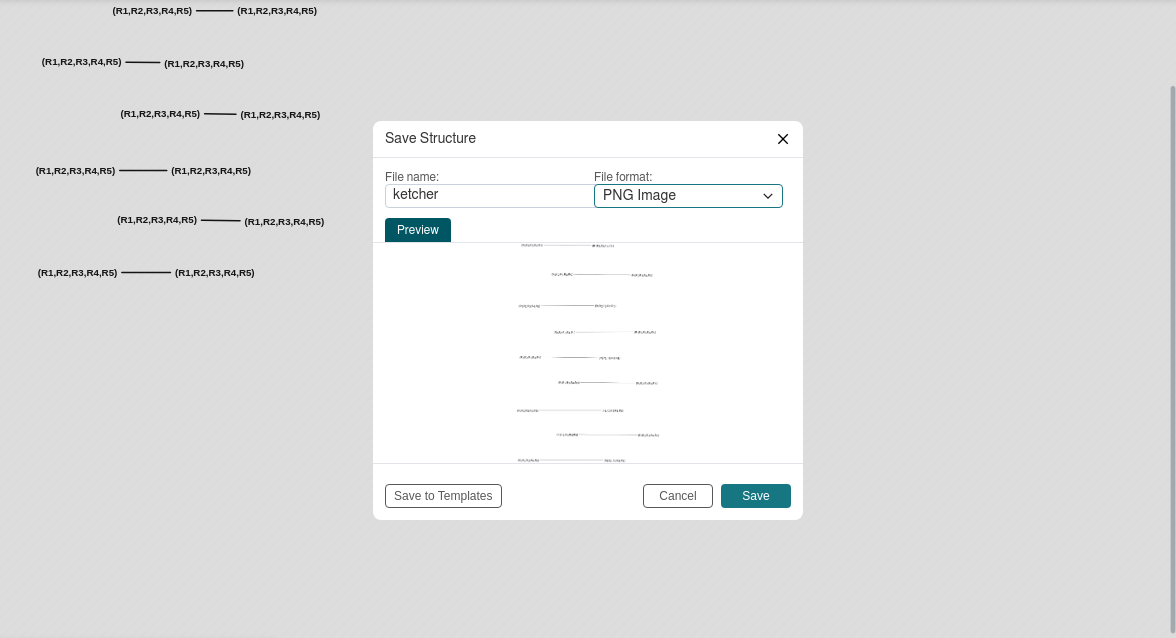 (R1,R2,R3,R4,R5) (R1,R2,R3,R4,R5)
(R1,R2,R3,R4,R5) (R1,R2,R3,R4,R5)
(R1,R2,R3,R4,R5) (R1,R2,R3,R4,R5)
(R1,R2,R3,R4,R5) (R1,R2,R3,R4,R5)
(R1,R2,R3,R4,R5) (R1,R2,R3,R4,R5)
(R1,R2,R3,R4,R5) (R1,R2,R3,R4,R5)
Save Structure
File name: File format:
ketcher PNG Image
Preview
Save to Templates Cancel Save